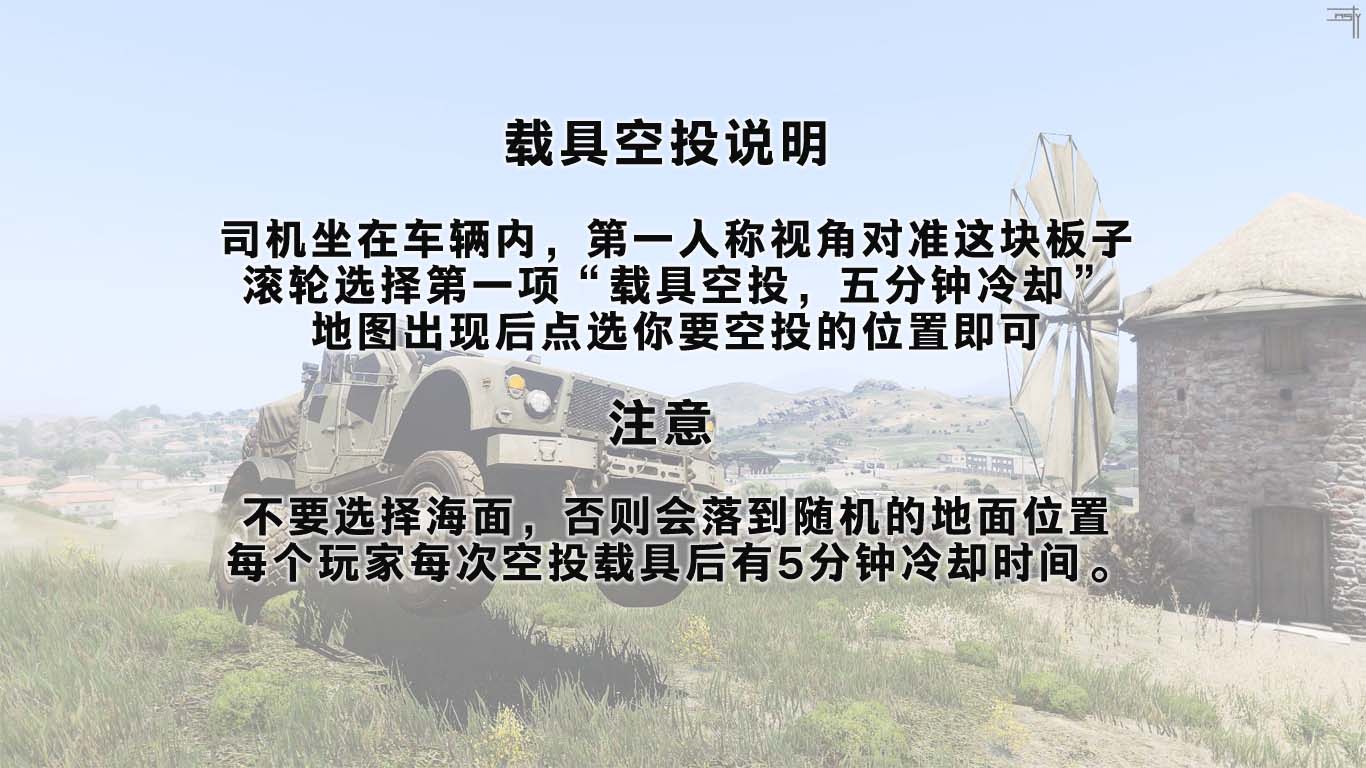 载具空投说明
司机坐在车辆内，第一人称视角对准这块板子
滚轮选择第一项“载具空投，五分钟冷却”
地图出现后点选你要空投的位置即可
注意
不要选择海面，否则会落到随机的地面位置
每个玩家每次空投载具后有5分钟冷却时间。